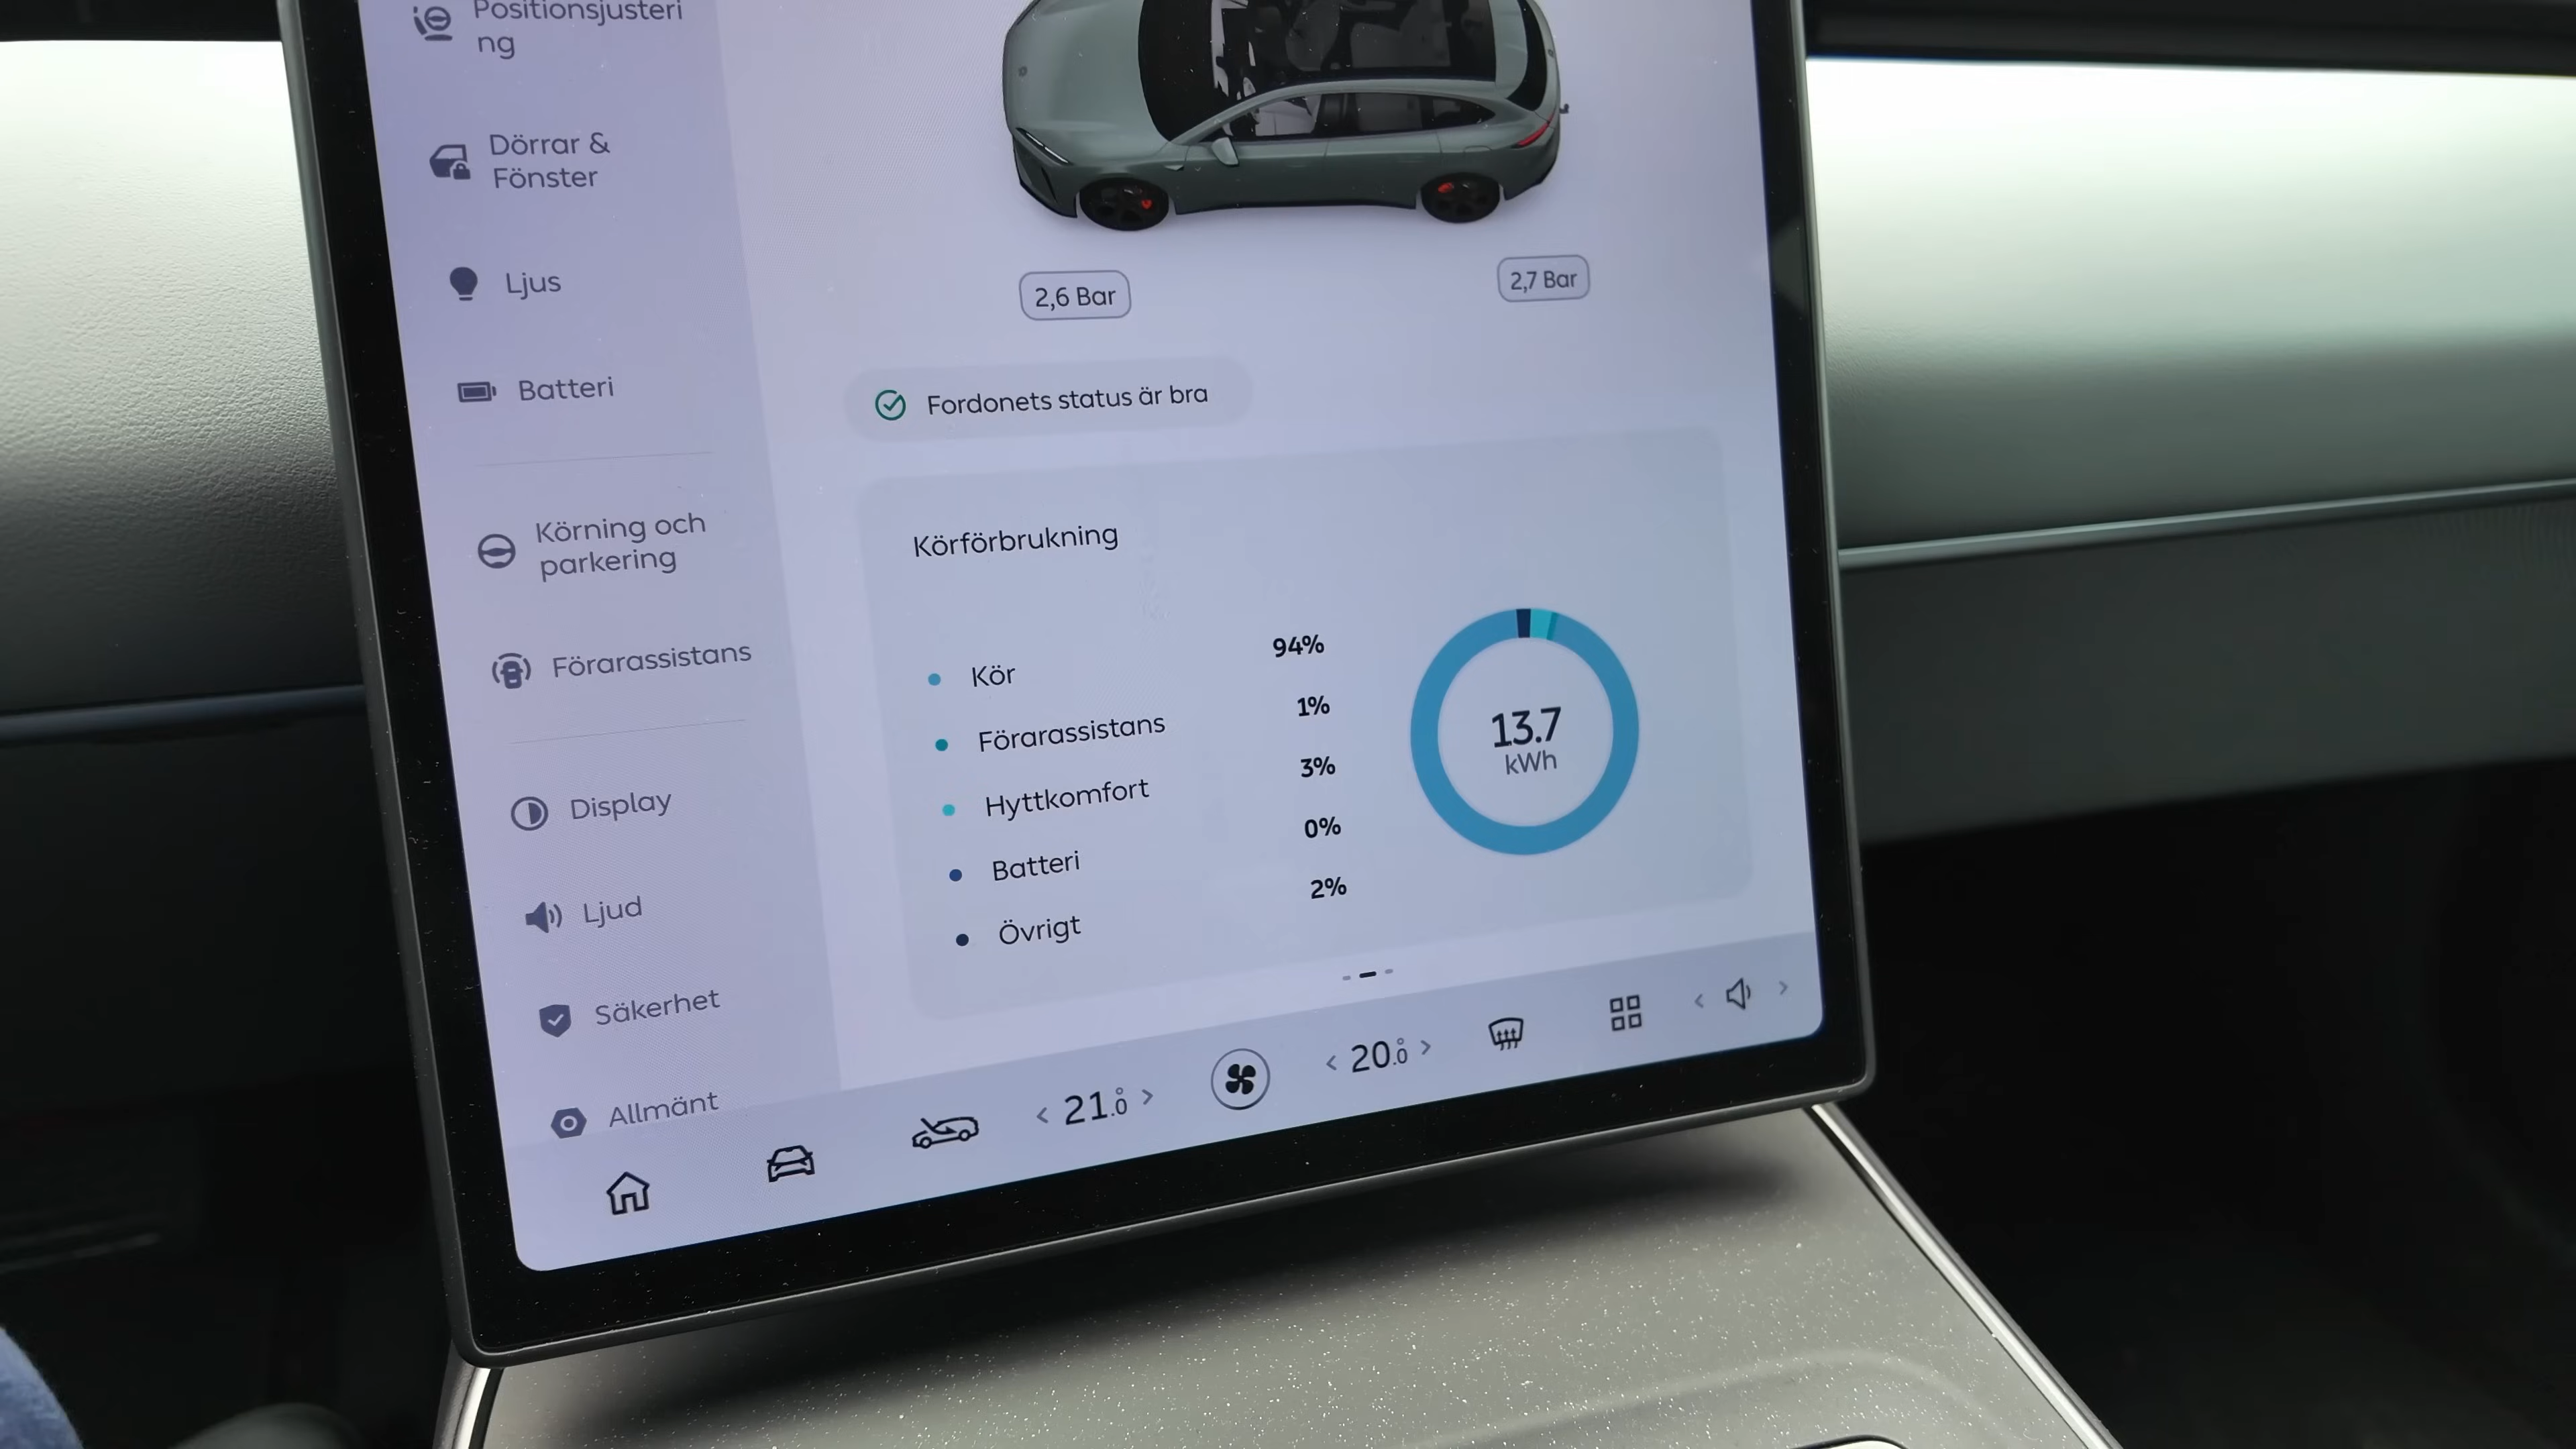 Positionsjusteri
ng
Dörrar &
Fönster
Ljus
Batteri
Körning och
parkering
Förarassistans
Display
Ljud
Säkerhet
Allmänt
2,6 Bar
2,7 Bar
Fordonets status är bra
Körförbrukning
Kör 94%
Förarassistans 1%
Hyttkomfort 3%
Batteri 0%
Övrigt 2%
13.7
kWh
< 21.0° >
< 20.0° >
< >